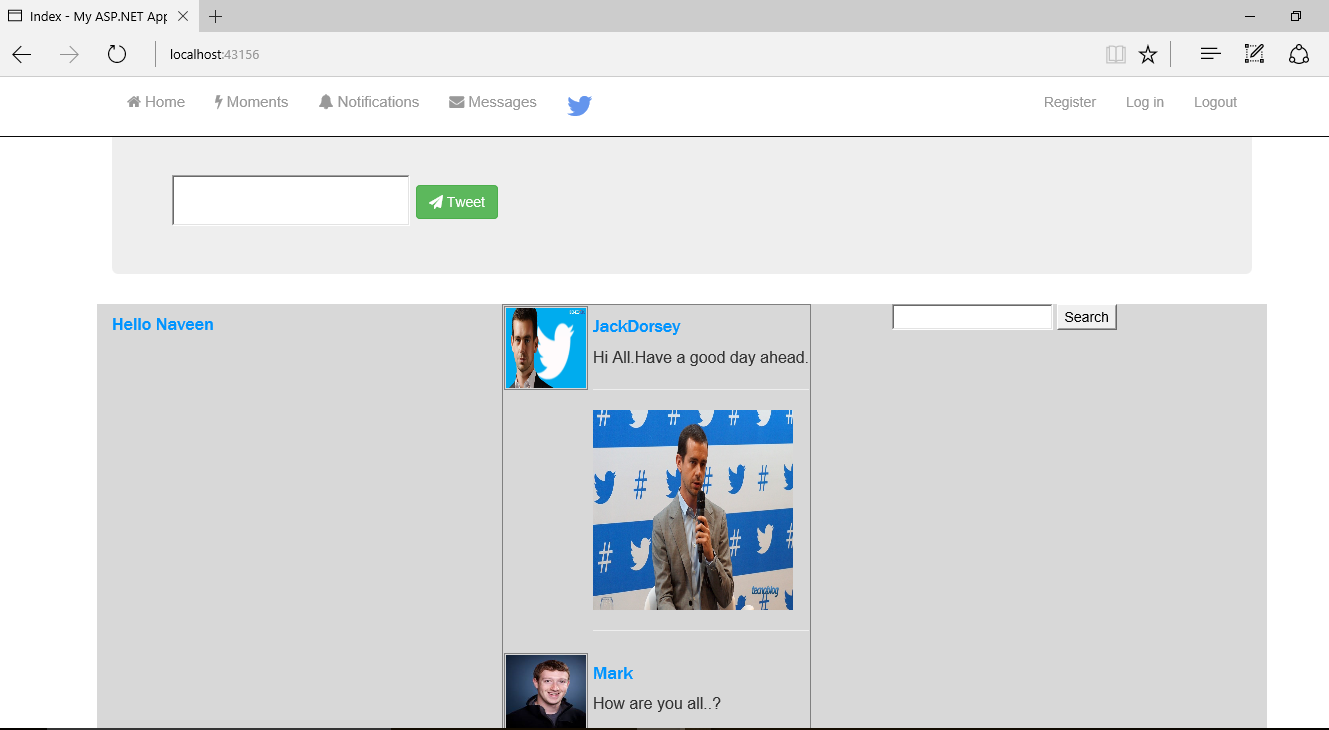 Index - My ASP.NET App
localhost:43156
Home Moments Notifications Messages Register Log in Logout
Tweet
Hello Naveen
JackDorsey
Hi All.Have a good day ahead.
Search
# # #
# # #
tecnoblog
# # #
Mark
How are you all..?